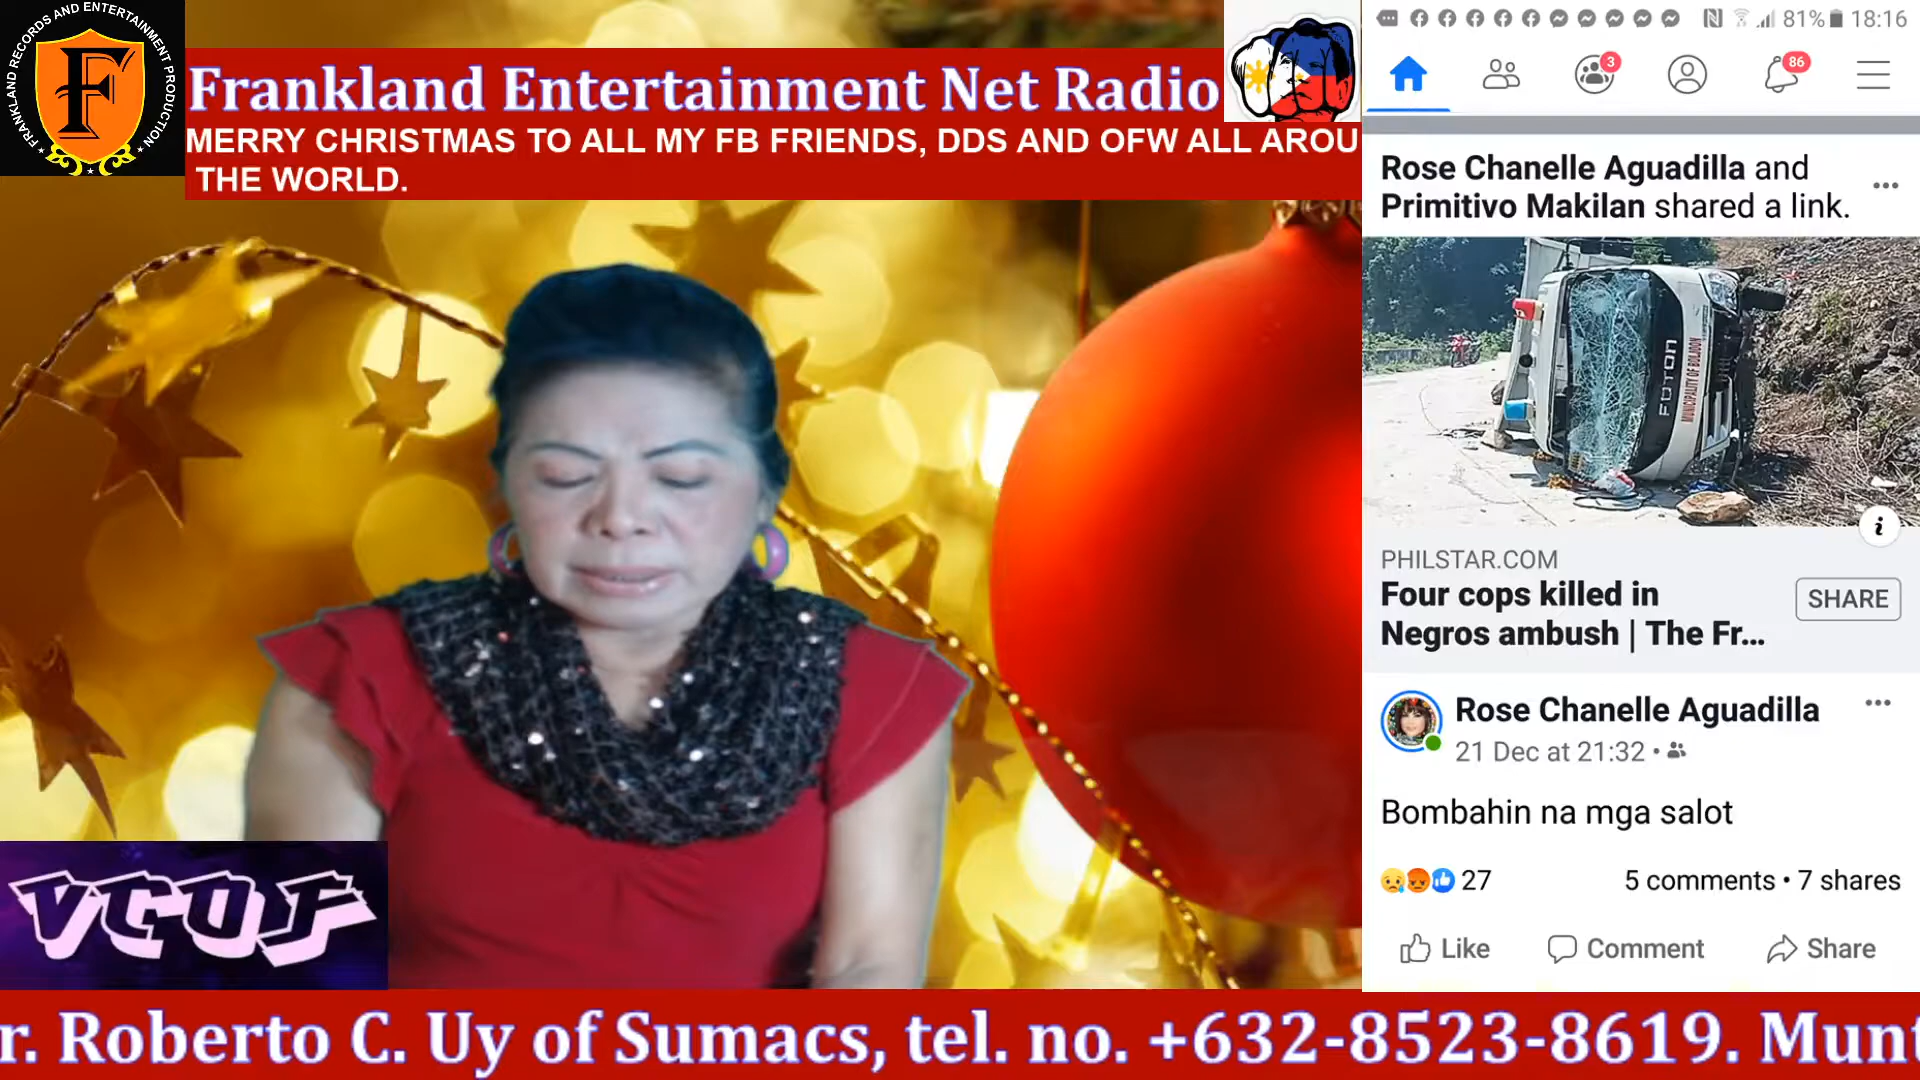 FRANKLAND RECORDS AND ENTERTAINMENT PRODUCTION
F
Frankland Entertainment Net Radio
MERRY CHRISTMAS TO ALL MY FB FRIENDS, DDS AND OFW ALL AROU
THE WORLD.
81% 18:16
3
86
Rose Chanelle Aguadilla and
Primitivo Makilan shared a link.
FOTON
MUNICIPALITY OF BOLJOON
PHILSTAR.COM
Four cops killed in
Negros ambush | The Fr...
SHARE
Rose Chanelle Aguadilla
21 Dec at 21:32
Bombahin na mga salot
27
5 comments • 7 shares
Like Comment Share
VCOF
r. Roberto C. Uy of Sumacs, tel. no. +632-8523-8619. Munt